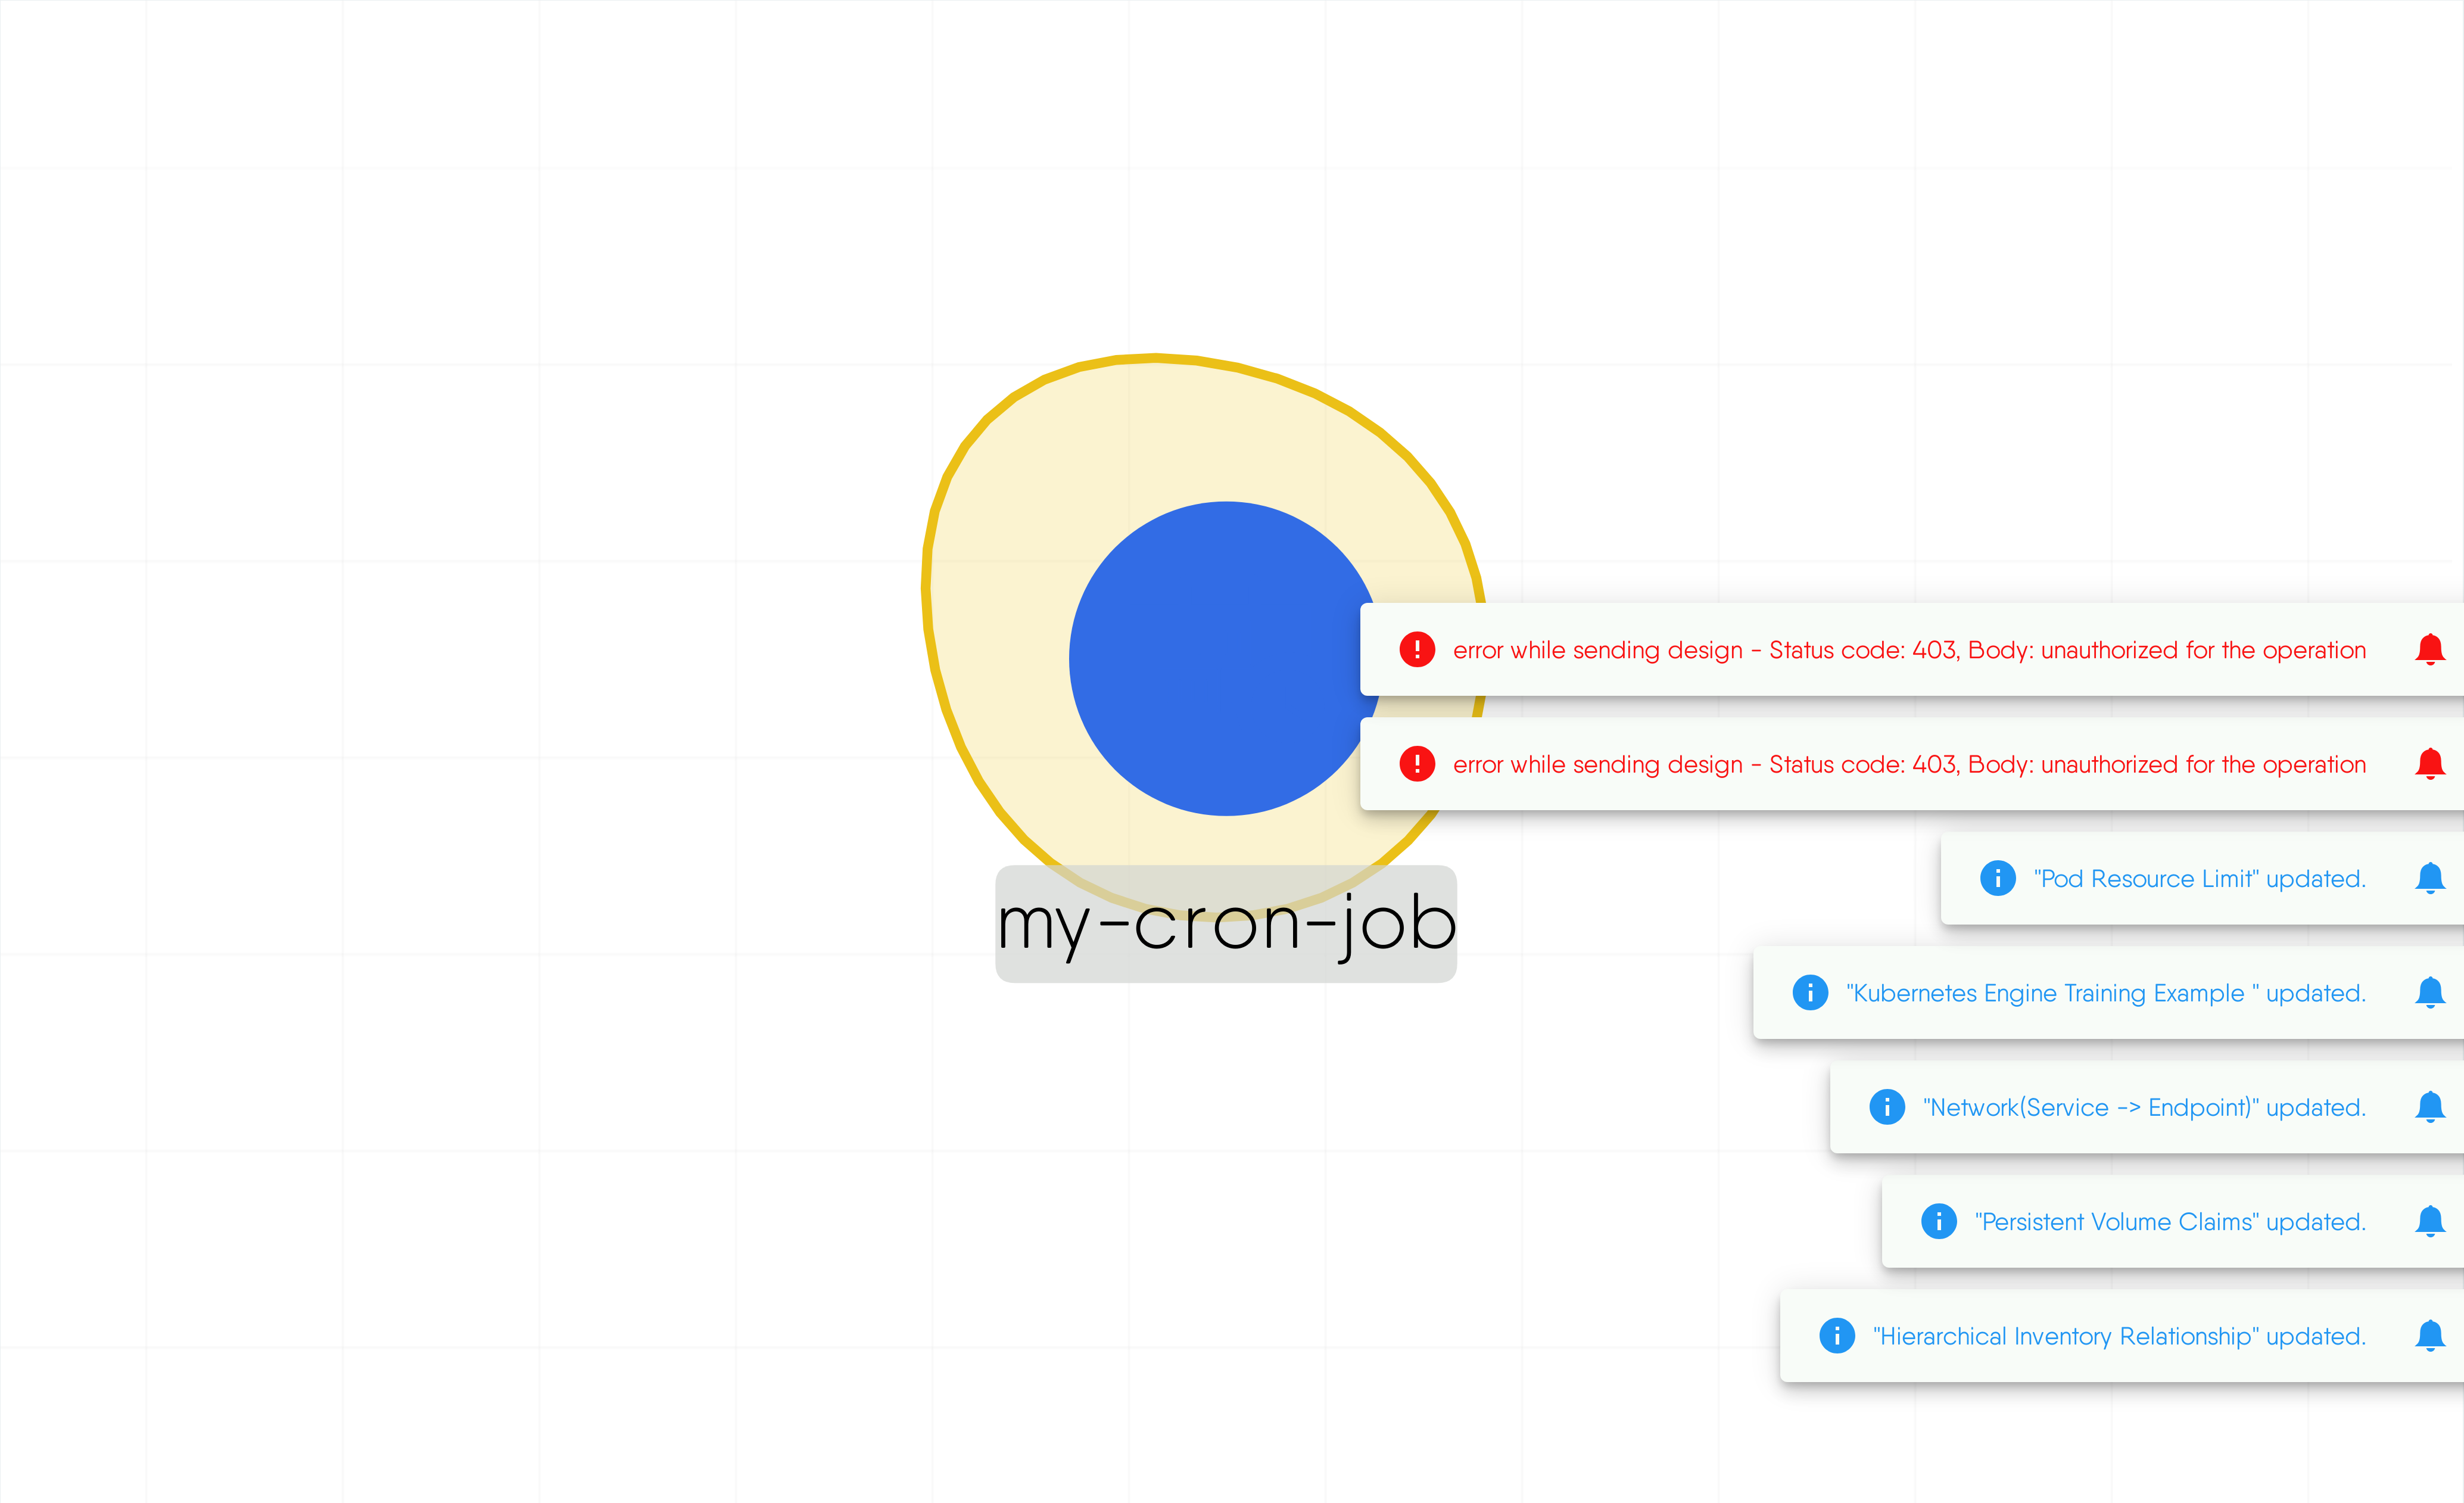 error while sending design - Status code: 403, Body: unauthorized for the operation
error while sending design - Status code: 403, Body: unauthorized for the operation
"Pod Resource Limit" updated.
my-cron-job
"Kubernetes Engine Training Example " updated.
"Network(Service -> Endpoint)" updated.
"Persistent Volume Claims" updated.
"Hierarchical Inventory Relationship" updated.